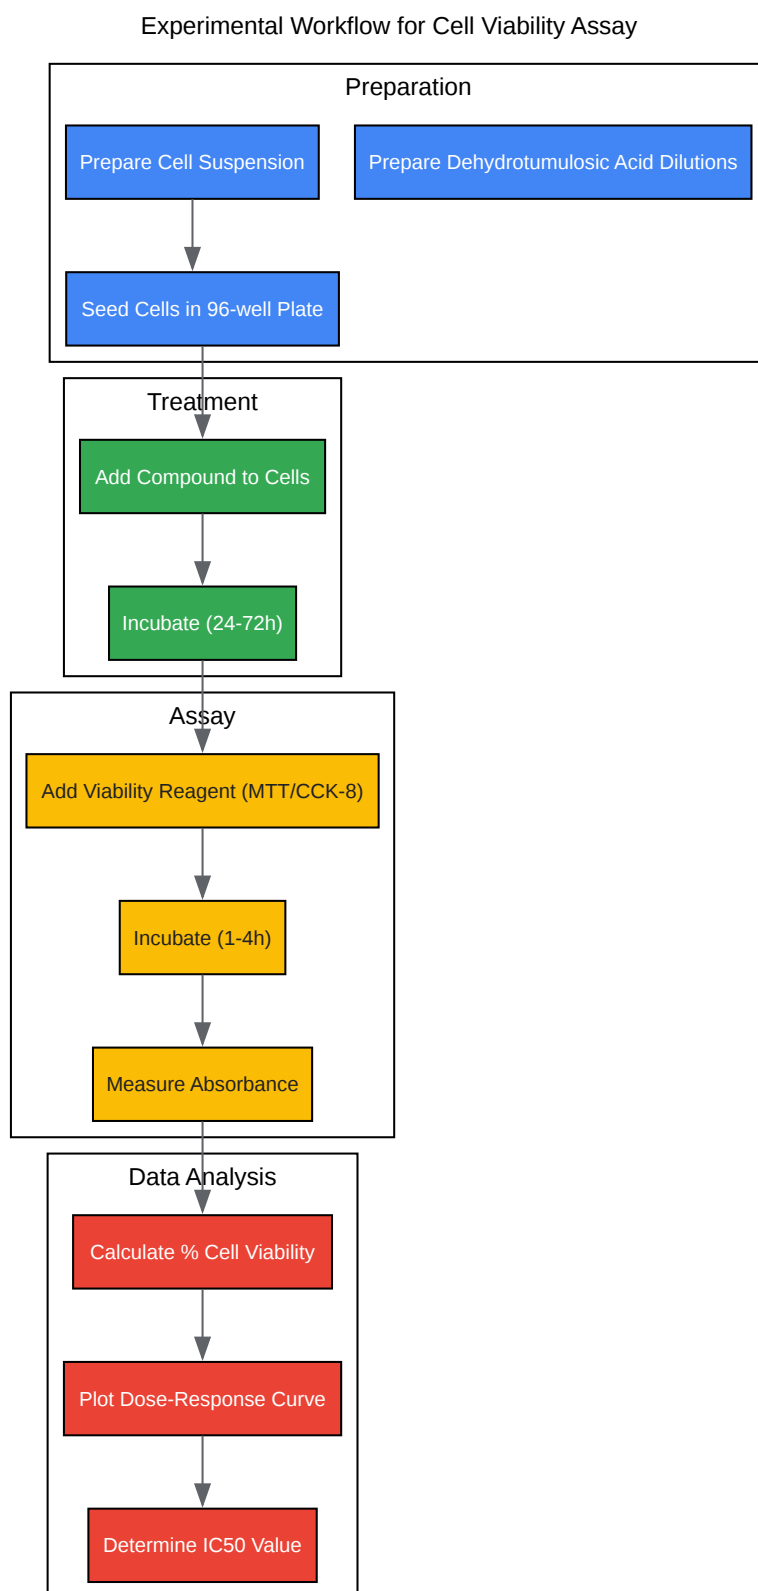 Experimental Workflow for Cell Viability Assay
Preparation
Prepare Cell Suspension
Prepare Dehydrotumulosic Acid Dilutions
Seed Cells in 96-well Plate
Treatment
Add Compound to Cells
Incubate (24-72h)
Assay
Add Viability Reagent (MTT/CCK-8)
Incubate (1-4h)
Measure Absorbance
Data Analysis
Calculate % Cell Viability
Plot Dose-Response Curve
Determine IC50 Value